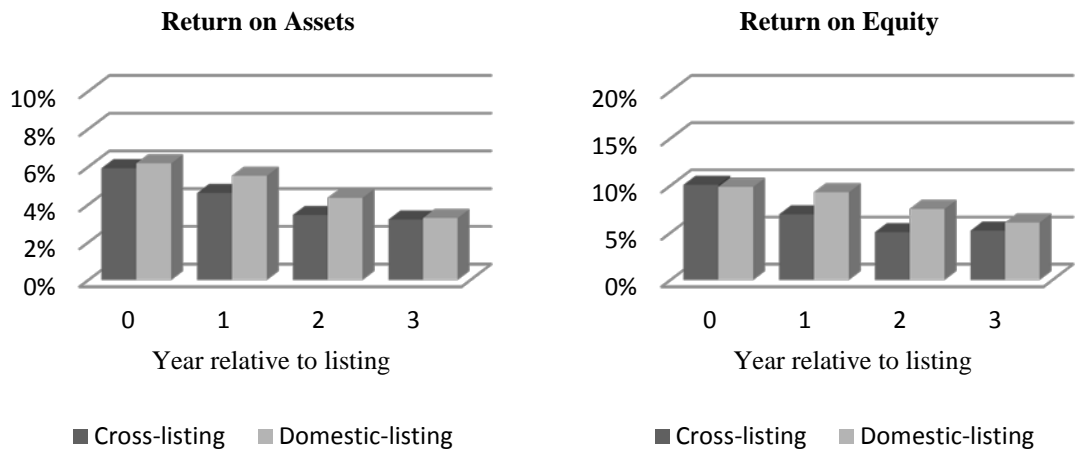 Return on Assets
10%
8%
6%
4%
2%
0%
0 1 2 3
Year relative to listing
Cross-listing Domestic-listing
Return on Equity
20%
15%
10%
5%
0%
0 1 2 3
Year relative to listing
Cross-listing Domestic-listing